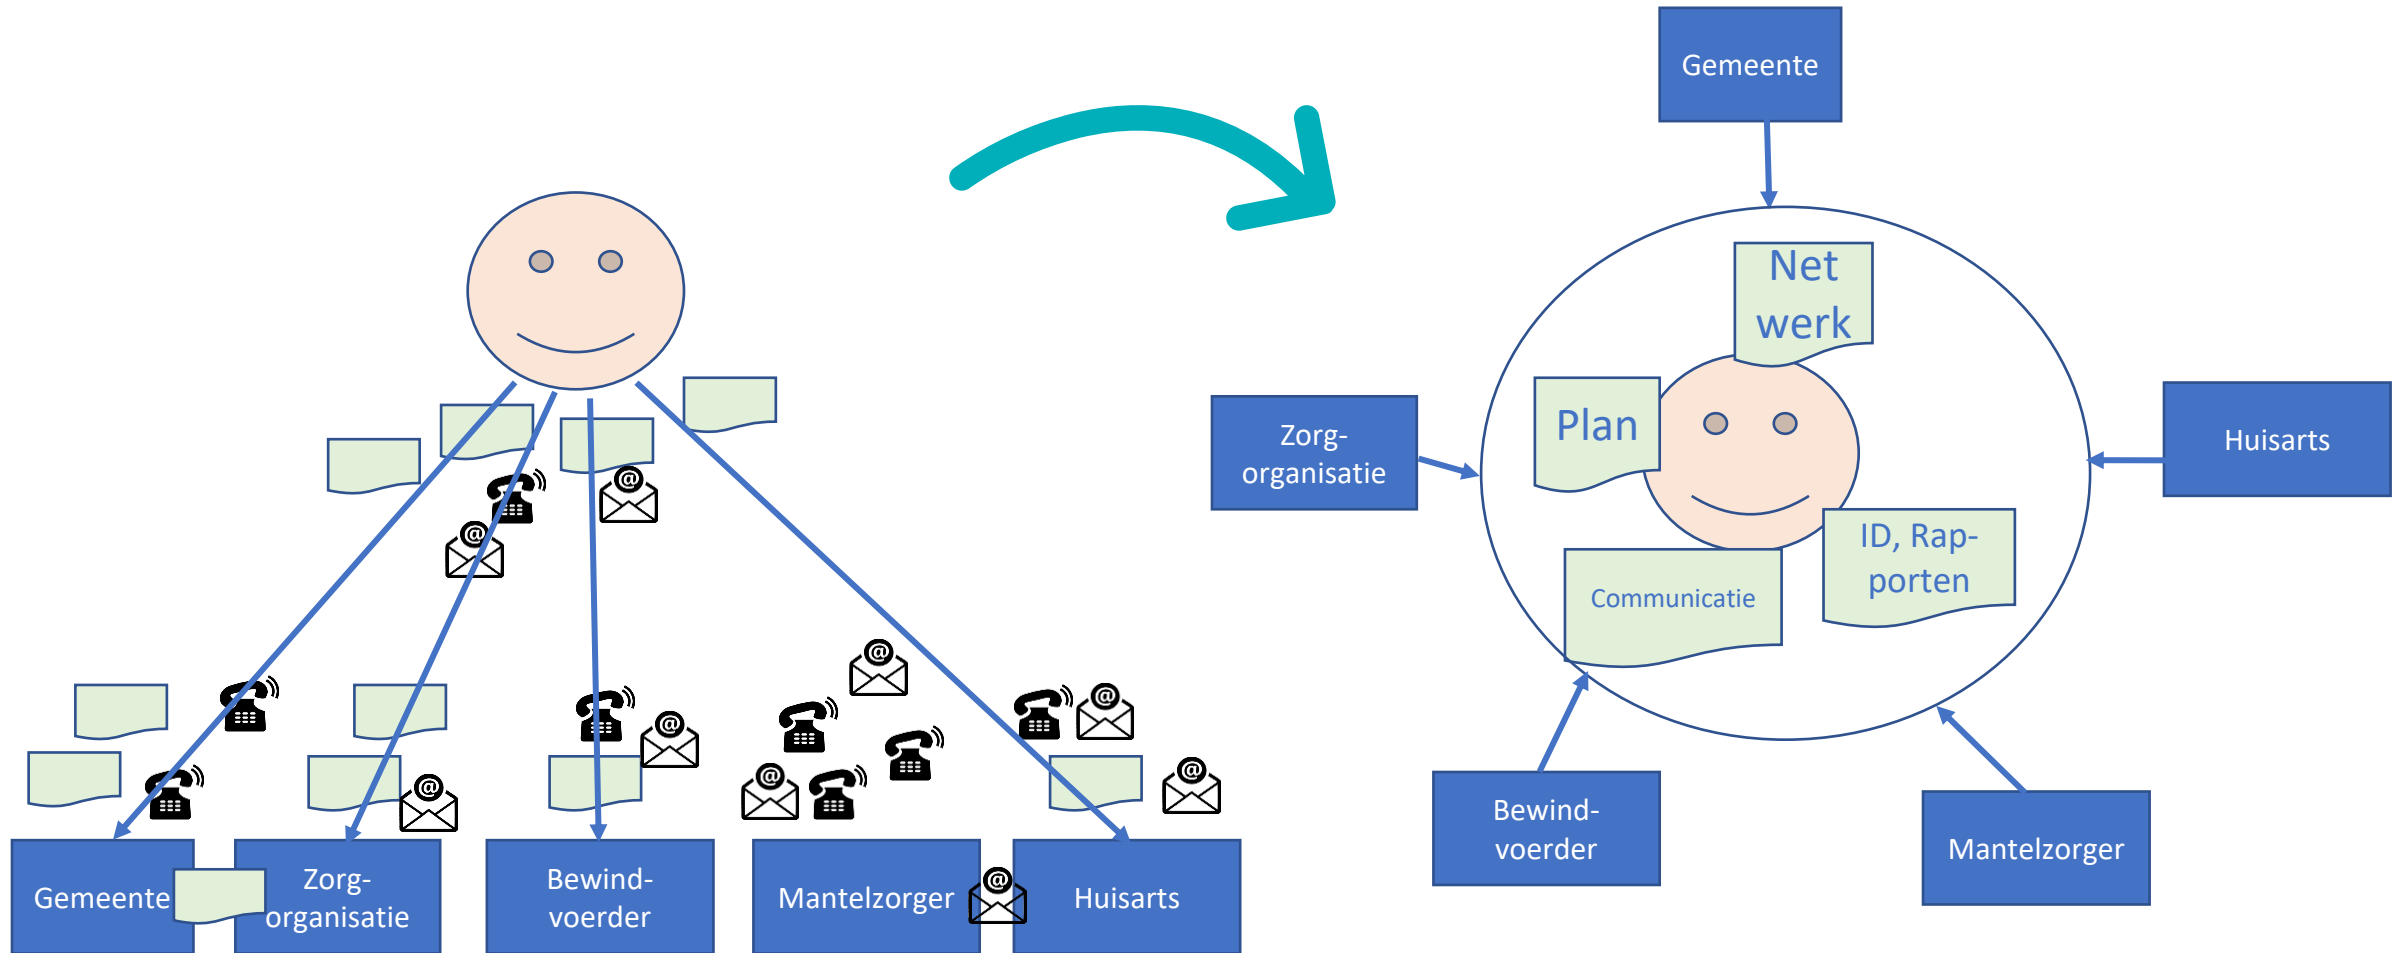 Gemeente
Zorg-
organisatie
Bewind-
voerder
Mantelzorger
Huisarts
Gemeente
Net
werk
Plan
ID, Rap-
porten
Communicatie
Zorg-
organisatie
Huisarts
Bewind-
voerder
Mantelzorger